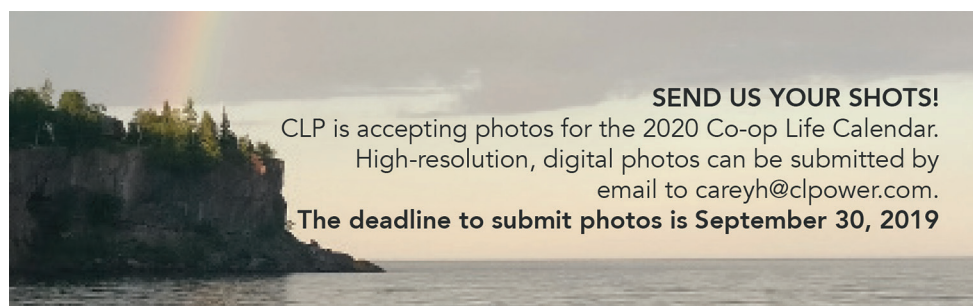 SEND US YOUR SHOTS!
CLP is accepting photos for the 2020 Co-op Life Calendar.
High-resolution, digital photos can be submitted by
email to careyh@clpower.com.
The deadline to submit photos is September 30, 2019